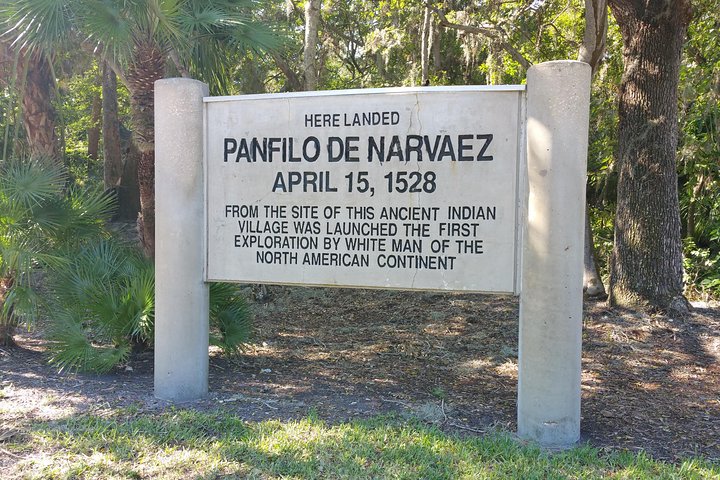 HERE LANDED
PANFILO DE NARVAEZ
APRIL 15, 1528
FROM THE SITE OF THIS ANCIENT INDIAN
VILLAGE WAS LAUNCHED THE FIRST
EXPLORATION BY WHITE MAN OF THE
NORTH AMERICAN CONTINENT